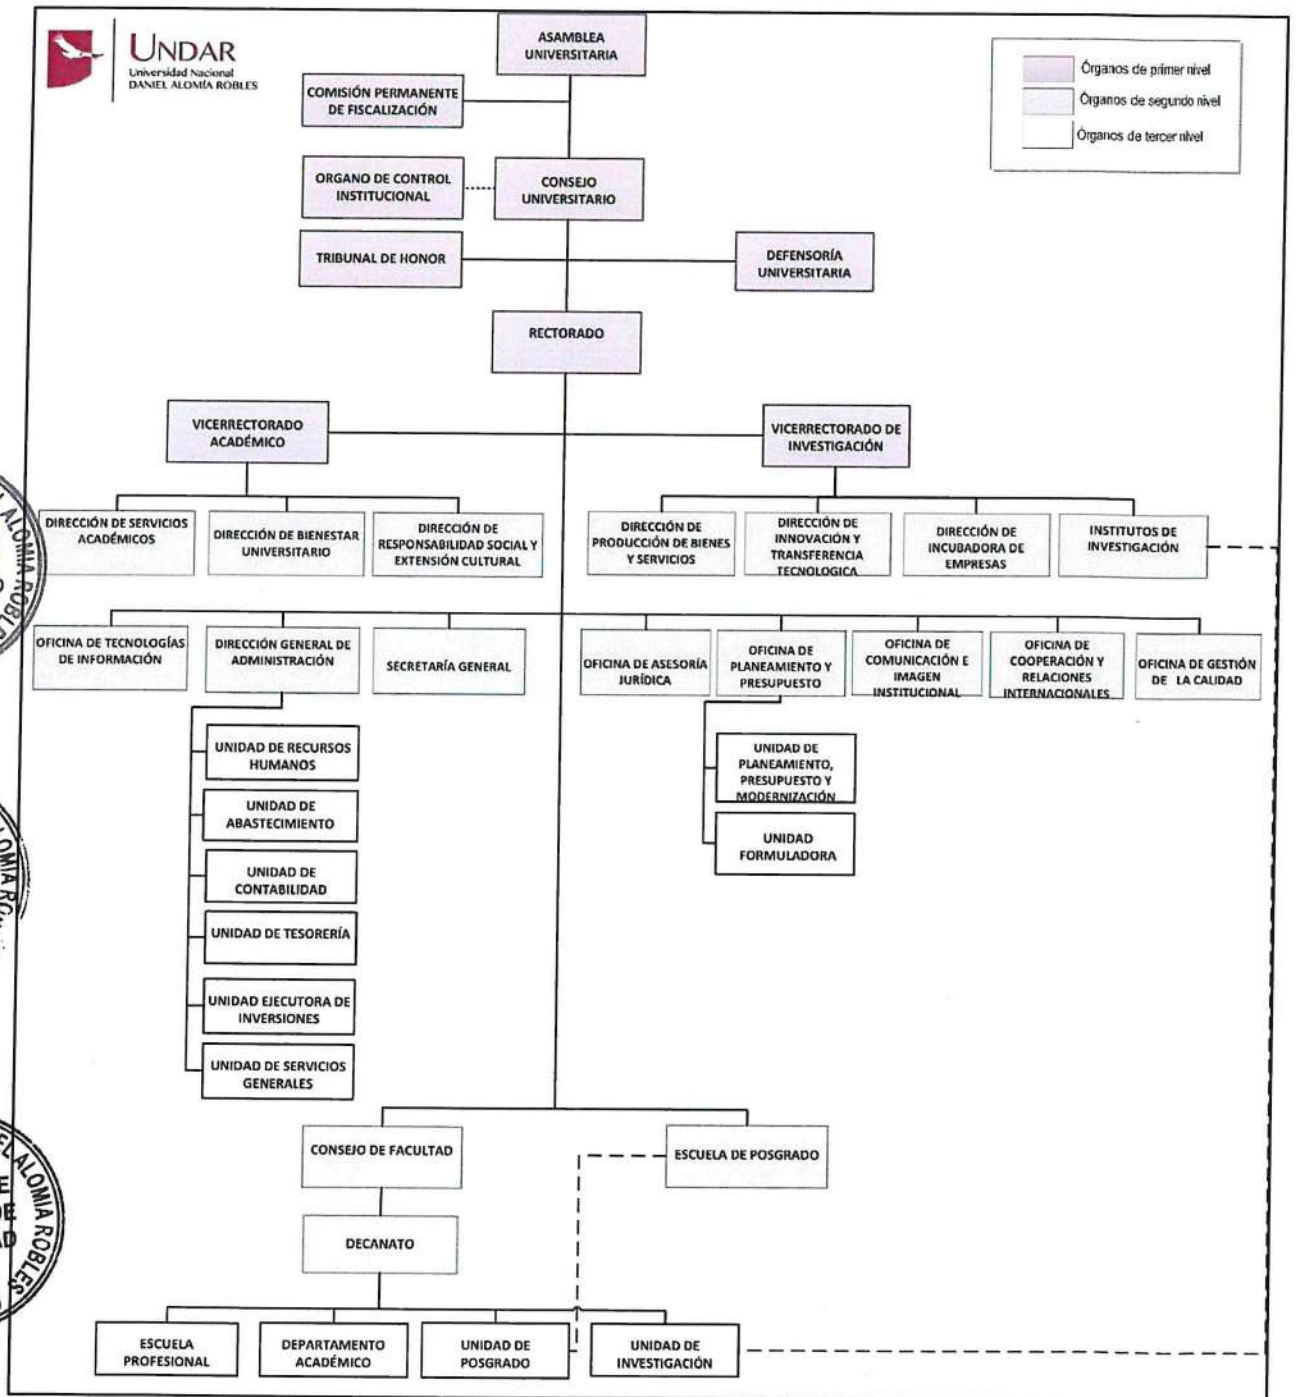 UNDAR
Universidad Nacional
DANIEL ALOMÍA ROBLES
ASAMBLEA
UNIVERSITARIA
Órganos de primer nivel
Órganos de segundo nivel
Órganos de tercer nivel
COMISIÓN PERMANENTE
DE FISCALIZACIÓN
ORGANO DE CONTROL
INSTITUCIONAL
CONSEJO
UNIVERSITARIO
TRIBUNAL DE HONOR
DEFENSORÍA
UNIVERSITARIA
RECTORADO
VICERRECTORADO
ACADÉMICO
VICERRECTORADO DE
INVESTIGACIÓN
DIRECCIÓN DE SERVICIOS
ACADÉMICOS
DIRECCIÓN DE BIENESTAR
UNIVERSITARIO
DIRECCIÓN DE
RESPONSABILIDAD SOCIAL Y
EXTENSIÓN CULTURAL
DIRECCIÓN DE
PRODUCCIÓN DE BIENES
Y SERVICIOS
DIRECCIÓN DE
INNOVACIÓN Y
TRANSFERENCIA
TECNOLOGICA
DIRECCIÓN DE
INCUBADORA DE
EMPRESAS
INSTITUTOS DE
INVESTIGACIÓN
OFICINA DE TECNOLOGÍAS
DE INFORMACIÓN
DIRECCIÓN GENERAL DE
ADMINISTRACIÓN
SECRETARÍA GENERAL
OFICINA DE ASESORÍA
JURÍDICA
OFICINA DE
PLANEAMIENTO Y
PRESUPUESTO
OFICINA DE
COMUNICACIÓN E
IMAGEN
INSTITUCIONAL
OFICINA DE
COOPERACIÓN Y
RELACIONES
INTERNACIONALES
OFICINA DE GESTIÓN
DE LA CALIDAD
UNIDAD DE RECURSOS
HUMANOS
UNIDAD DE
ABASTECIMIENTO
UNIDAD DE
CONTABILIDAD
UNIDAD DE TESORERÍA
UNIDAD EJECUTORA DE
INVERSIONES
UNIDAD DE SERVICIOS
GENERALES
UNIDAD DE
PLANEAMIENTO,
PRESUPUESTO Y
MODERNIZACIÓN
UNIDAD
FORMULADORA
CONSEJO DE FACULTAD
ESCUELA DE POSGRADO
DECANATO
ESCUELA
PROFESIONAL
DEPARTAMENTO
ACADÉMICO
UNIDAD DE
POSGRADO
UNIDAD DE
INVESTIGACIÓN
ALOMIA ROBLES